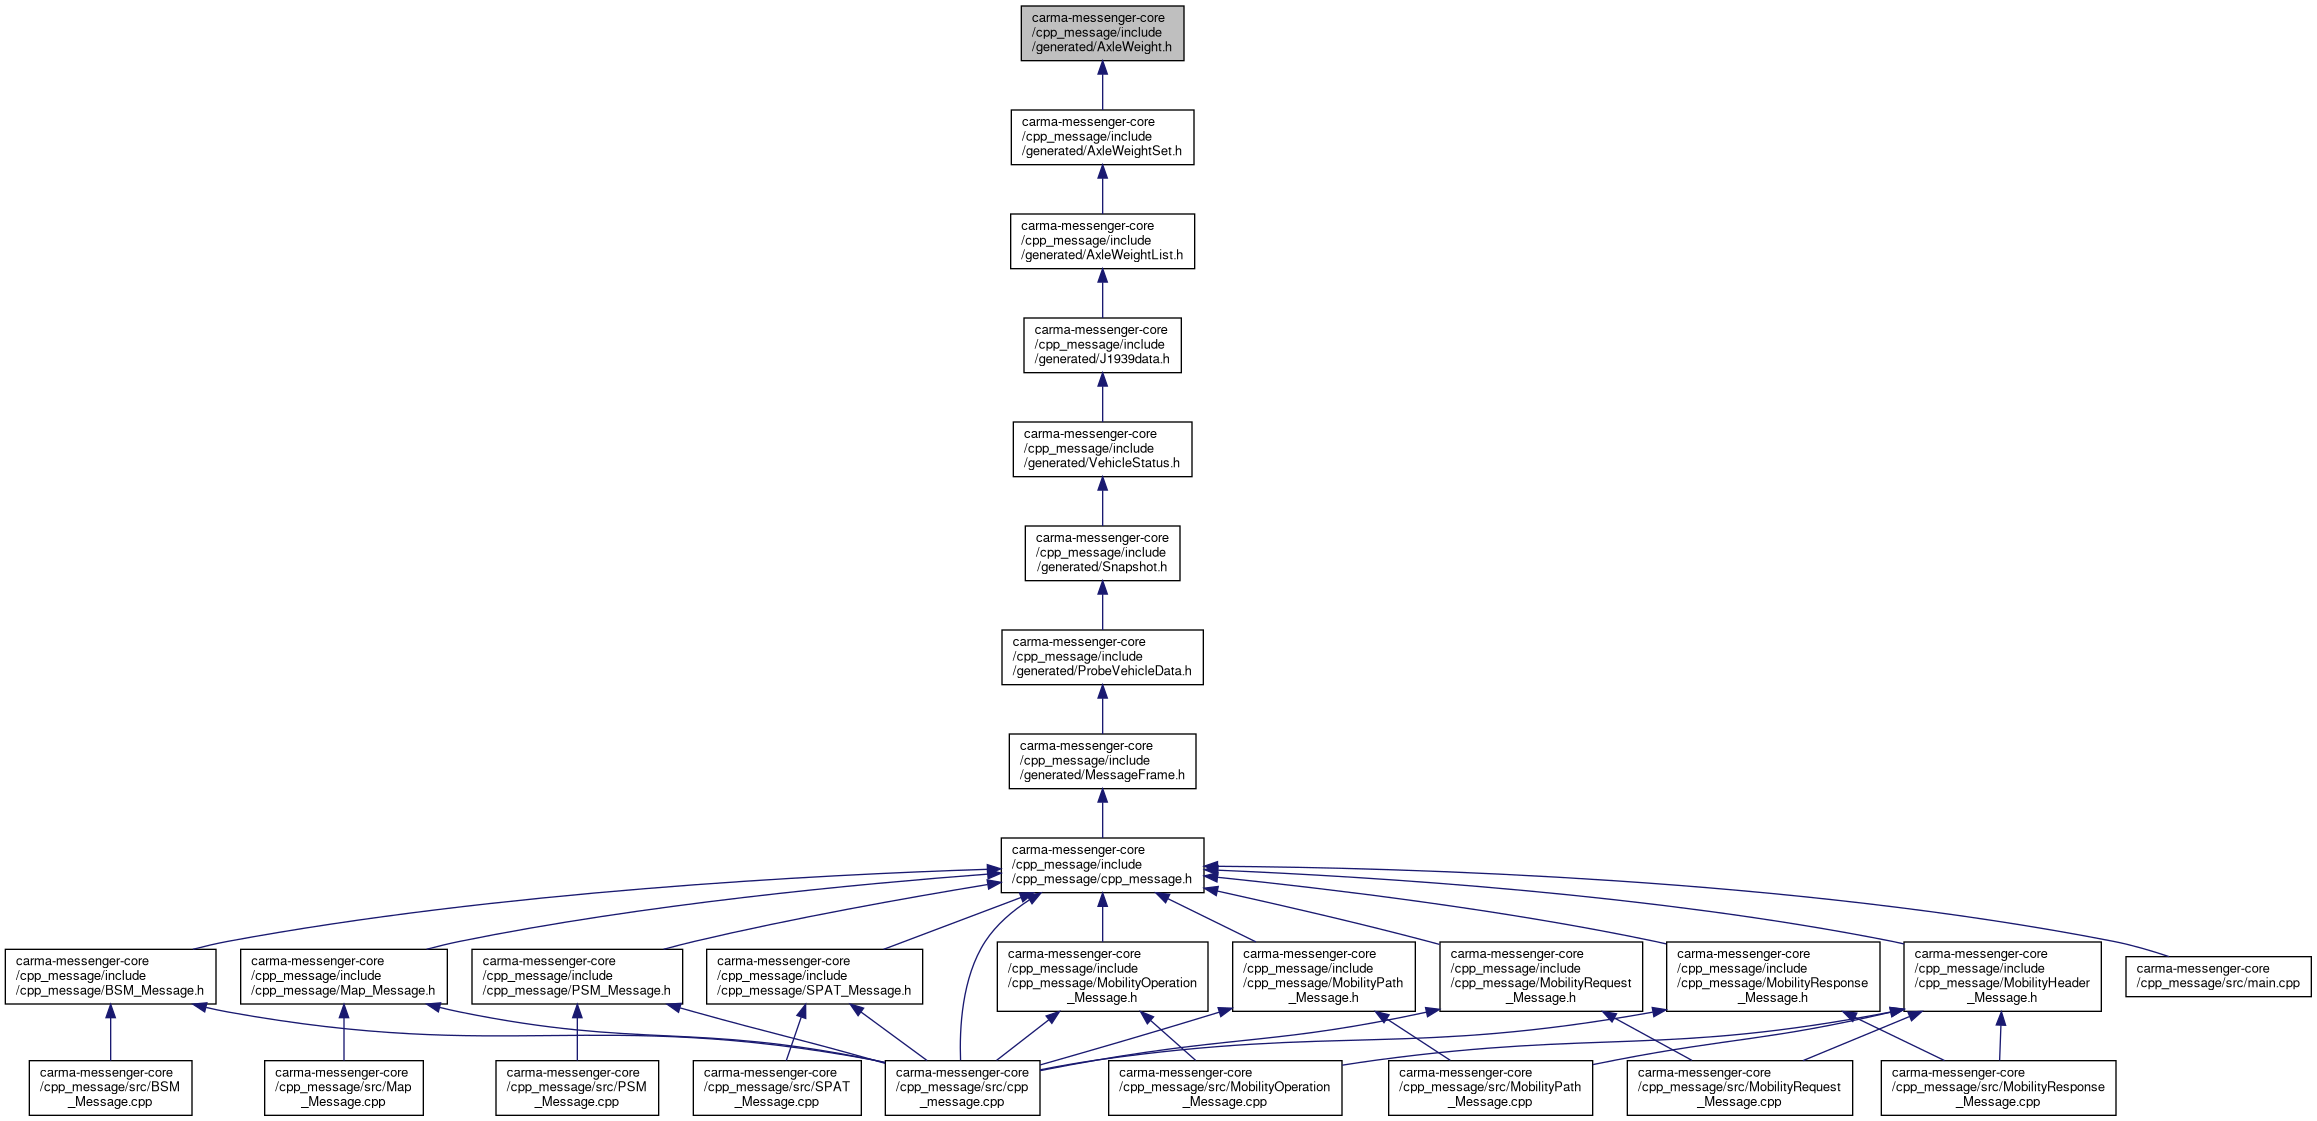 carma-messenger-core
/cpp_message/include
/generated/AxleWeight.h
carma-messenger-core
/cpp_message/include
/generated/AxleWeightSet.h
carma-messenger-core
/cpp_message/include
/generated/AxleWeightList.h
carma-messenger-core
/cpp_message/include
/generated/J1939data.h
carma-messenger-core
/cpp_message/include
/generated/VehicleStatus.h
carma-messenger-core
/cpp_message/include
/generated/Snapshot.h
carma-messenger-core
/cpp_message/include
/generated/ProbeVehicleData.h
carma-messenger-core
/cpp_message/include
/generated/MessageFrame.h
carma-messenger-core
/cpp_message/include
/cpp_message/cpp_message.h
carma-messenger-core
/cpp_message/include
/cpp_message/BSM_Message.h
carma-messenger-core
/cpp_message/include
/cpp_message/Map_Message.h
carma-messenger-core
/cpp_message/include
/cpp_message/PSM_Message.h
carma-messenger-core
/cpp_message/include
/cpp_message/SPAT_Message.h
carma-messenger-core
/cpp_message/include
/cpp_message/MobilityOperation
_Message.h
carma-messenger-core
/cpp_message/include
/cpp_message/MobilityPath
_Message.h
carma-messenger-core
/cpp_message/include
/cpp_message/MobilityRequest
_Message.h
carma-messenger-core
/cpp_message/include
/cpp_message/MobilityResponse
_Message.h
carma-messenger-core
/cpp_message/include
/cpp_message/MobilityHeader
_Message.h
carma-messenger-core
/cpp_message/src/main.cpp
carma-messenger-core
/cpp_message/src/BSM
_Message.cpp
carma-messenger-core
/cpp_message/src/Map
_Message.cpp
carma-messenger-core
/cpp_message/src/PSM
_Message.cpp
carma-messenger-core
/cpp_message/src/SPAT
_Message.cpp
carma-messenger-core
/cpp_message/src/cpp
_message.cpp
carma-messenger-core
/cpp_message/src/MobilityOperation
_Message.cpp
carma-messenger-core
/cpp_message/src/MobilityPath
_Message.cpp
carma-messenger-core
/cpp_message/src/MobilityRequest
_Message.cpp
carma-messenger-core
/cpp_message/src/MobilityResponse
_Message.cpp